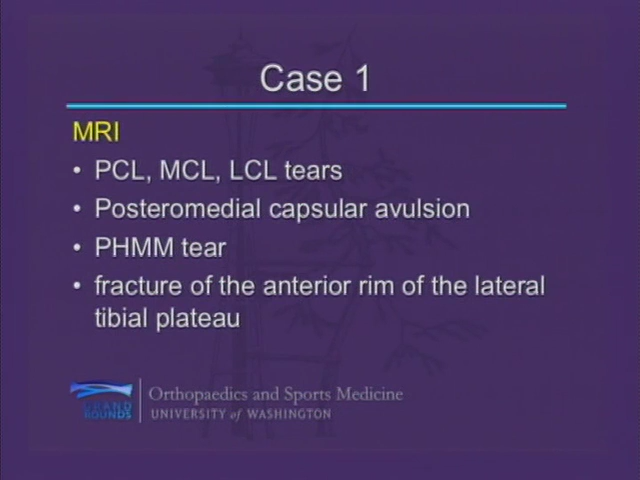 Case 1
MRI
• PCL, MCL, LCL tears
• Posteromedial capsular avulsion
• PHMM tear
• fracture of the anterior rim of the lateral
tibial plateau
GRAND
ROUNDS
Orthopaedics and Sports Medicine
UNIVERSITY of WASHINGTON